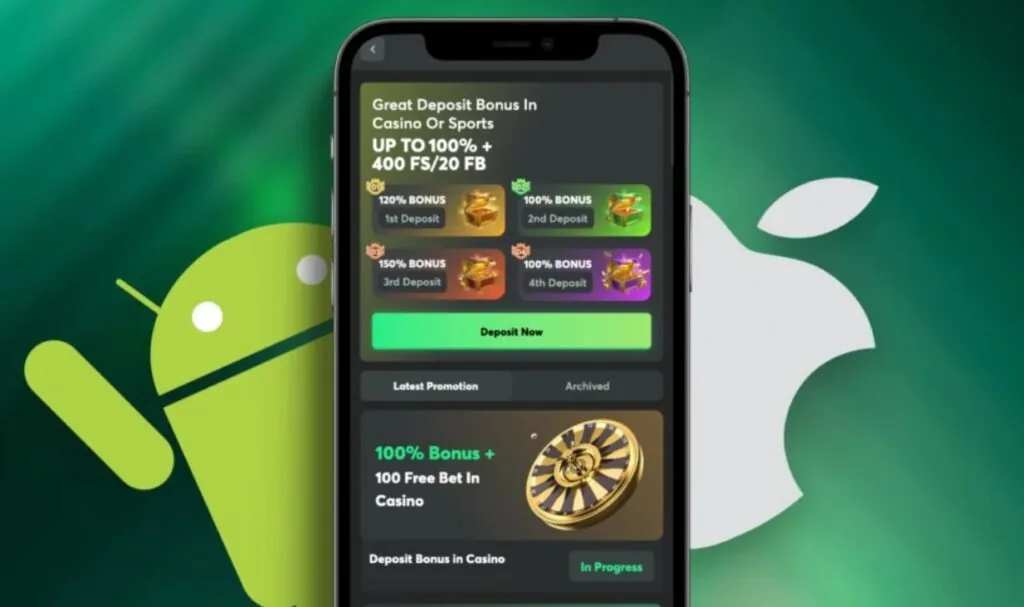 Great Deposit Bonus In
Casino Or Sports
UP TO 100% +
400 FS/20 FB
120% BONUS
1st Deposit
100% BONUS
2nd Deposit
150% BONUS
3rd Deposit
100% BONUS
4th Deposit
Deposit Now
Latest Promotion
Archived
100% Bonus +
100 Free Bet In
Casino
Deposit Bonus in Casino
In Progress